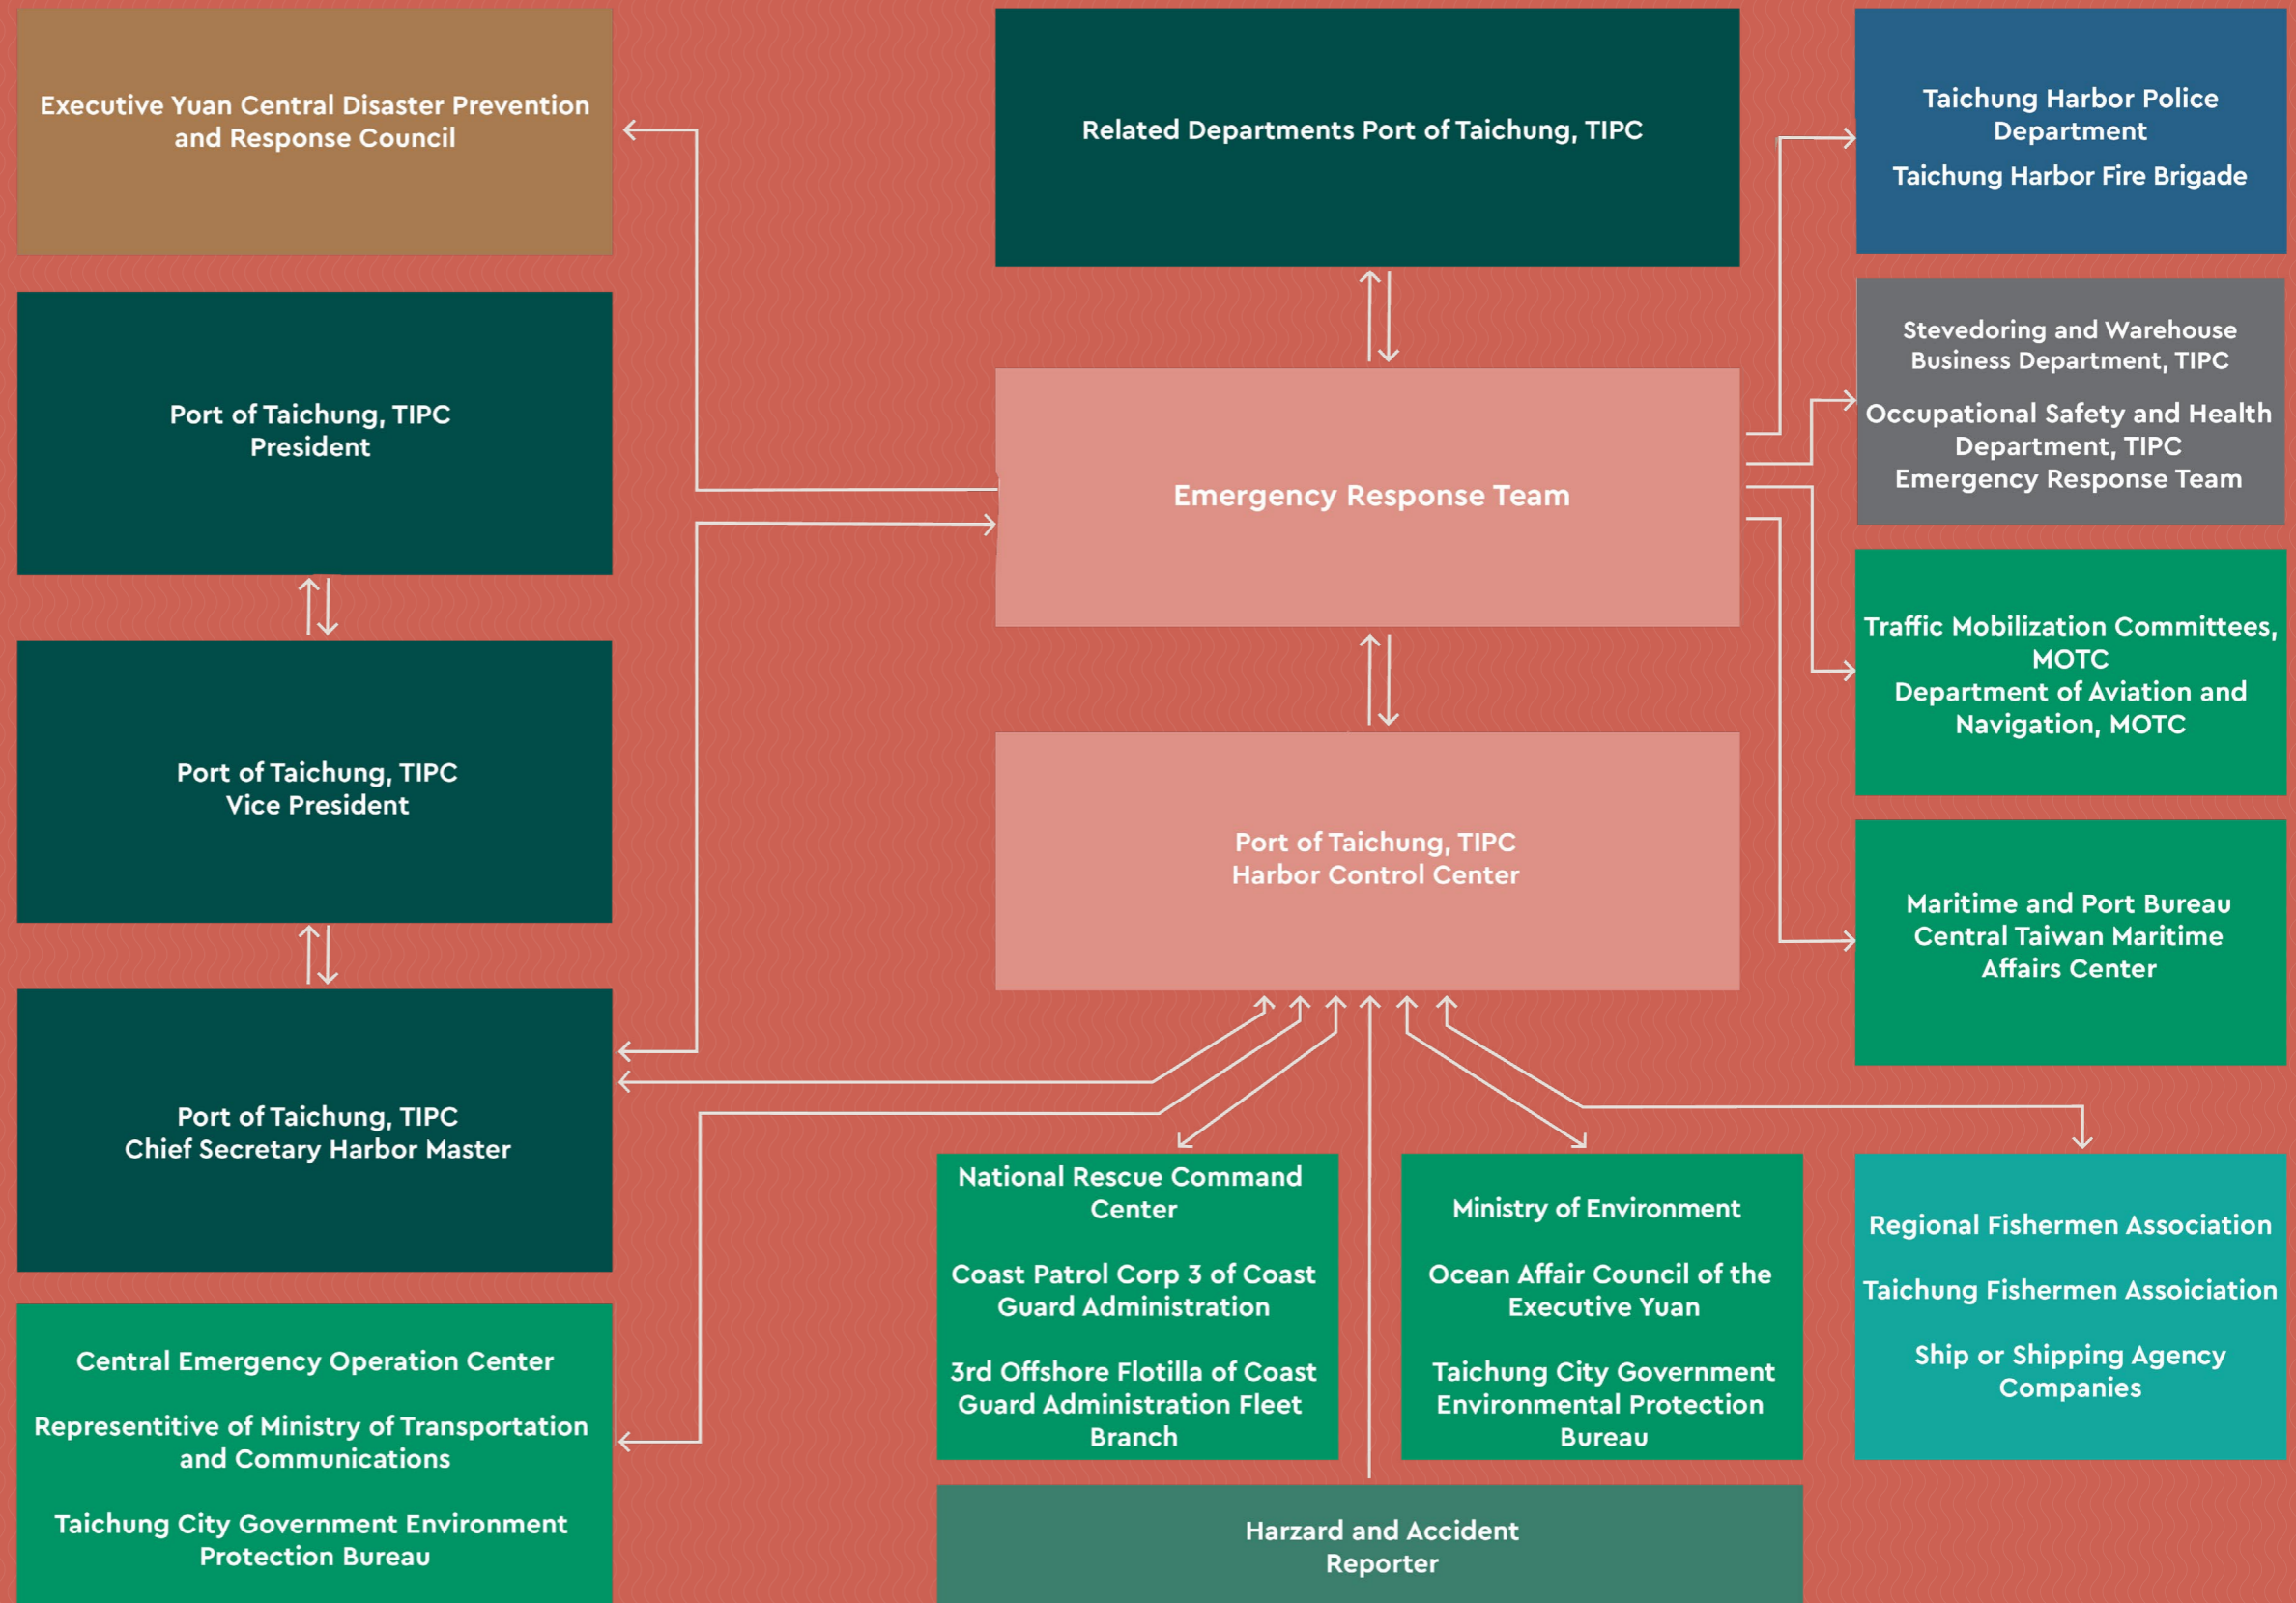 Executive Yuan Central Disaster Prevention
and Response Council
Port of Taichung, TIPC
President
Port of Taichung, TIPC
Vice President
Port of Taichung, TIPC
Chief Secretary Harbor Master
Central Emergency Operation Center
Representitive of Ministry of Transportation
and Communications
Taichung City Government Environment
Protection Bureau
Related Departments Port of Taichung, TIPC
Emergency Response Team
Port of Taichung, TIPC
Harbor Control Center
National Rescue Command
Center
Coast Patrol Corp 3 of Coast
Guard Administration
3rd Offshore Flotilla of Coast
Guard Administration Fleet
Branch
Ministry of Environment
Ocean Affair Council of the
Executive Yuan
Taichung City Government
Environmental Protection
Bureau
Harzard and Accident
Reporter
Taichung Harbor Police
Department
Taichung Harbor Fire Brigade
Stevedoring and Warehouse
Business Department, TIPC
Occupational Safety and Health
Department, TIPC
Emergency Response Team
Traffic Mobilization Committees,
MOTC
Department of Aviation and
Navigation, MOTC
Maritime and Port Bureau
Central Taiwan Maritime
Affairs Center
Regional Fishermen Association
Taichung Fishermen Assoiciation
Ship or Shipping Agency
Companies